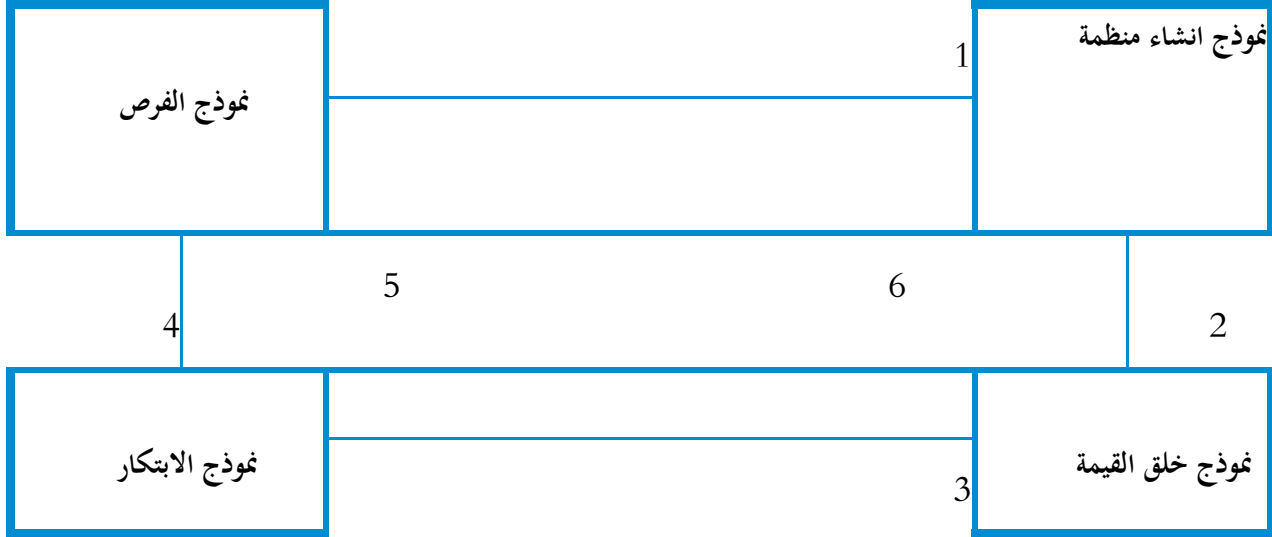 نموذج انشاء منظمة
1
نموذج الفرص
6
5
2
4
نموذج خلق القيمة
3
نموذج الابتكار